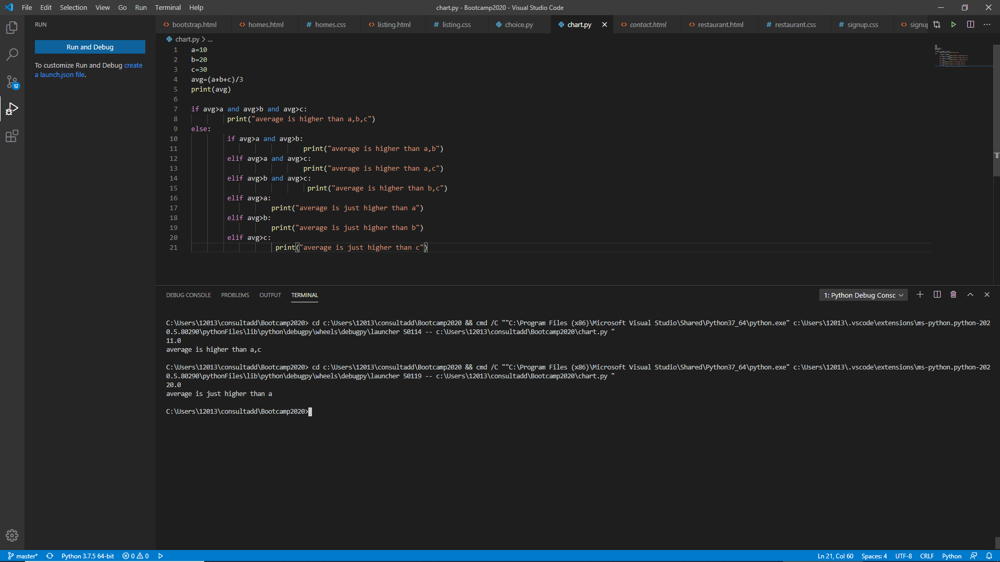 File Edit Selection View Go Run Terminal Help
chart.py - Bootcamp2020 - Visual Studio Code
RUN
bootstrap.html homes.html homes.css listing.html listing.css choice.py chart.py contact.html restaurant.html restaurant.css signup.css signu
Run and Debug
To customize Run and Debug create
a launch.json file.
12
chart.py > ...
1 a=10
2 b=20
3 c=30
4 avg=(a+b+c)/3
5 print(avg)
6
7 if avg>a and avg>b and avg>c:
8 print("average is higher than a,b,c")
9 else:
10 if avg>a and avg>b:
11 print("average is higher than a,b")
12 elif avg>a and avg>c:
13 print("average is higher than a,c")
14 elif avg>b and avg>c:
15 print("average is higher than b,c")
16 elif avg>a:
17 print("average is just higher than a")
18 elif avg>b:
19 print("average is just higher than b")
20 elif avg>c:
21 print("average is just higher than c")
DEBUG CONSOLE PROBLEMS OUTPUT TERMINAL
1: Python Debug Consc
C:\Users\12013\consultadd\Bootcamp2020> cd c:\Users\12013\consultadd\Bootcamp2020 && cmd /C ""C:\Program Files (x86)\Microsoft Visual Studio\Shared\Python37_64\python.exe" c:\Users\12013\.vscode\extensions\ms-python.python-202
0.5.80290\pythonFiles\lib\python\debugpy\wheels\debugpy\launcher 50114 -- c:\Users\12013\consultadd\Bootcamp2020\chart.py "
11.0
average is higher than a,c
C:\Users\12013\consultadd\Bootcamp2020> cd c:\Users\12013\consultadd\Bootcamp2020 && cmd /C ""C:\Program Files (x86)\Microsoft Visual Studio\Shared\Python37_64\python.exe" c:\Users\12013\.vscode\extensions\ms-python.python-202
0.5.80290\pythonFiles\lib\python\debugpy\wheels\debugpy\launcher 50119 -- c:\Users\12013\consultadd\Bootcamp2020\chart.py "
20.0
average is just higher than a
C:\Users\12013\consultadd\Bootcamp2020>
master* Python 3.7.5 64-bit 0 0 Ln 21, Col 60 Spaces: 4 UTF-8 CRLF Python